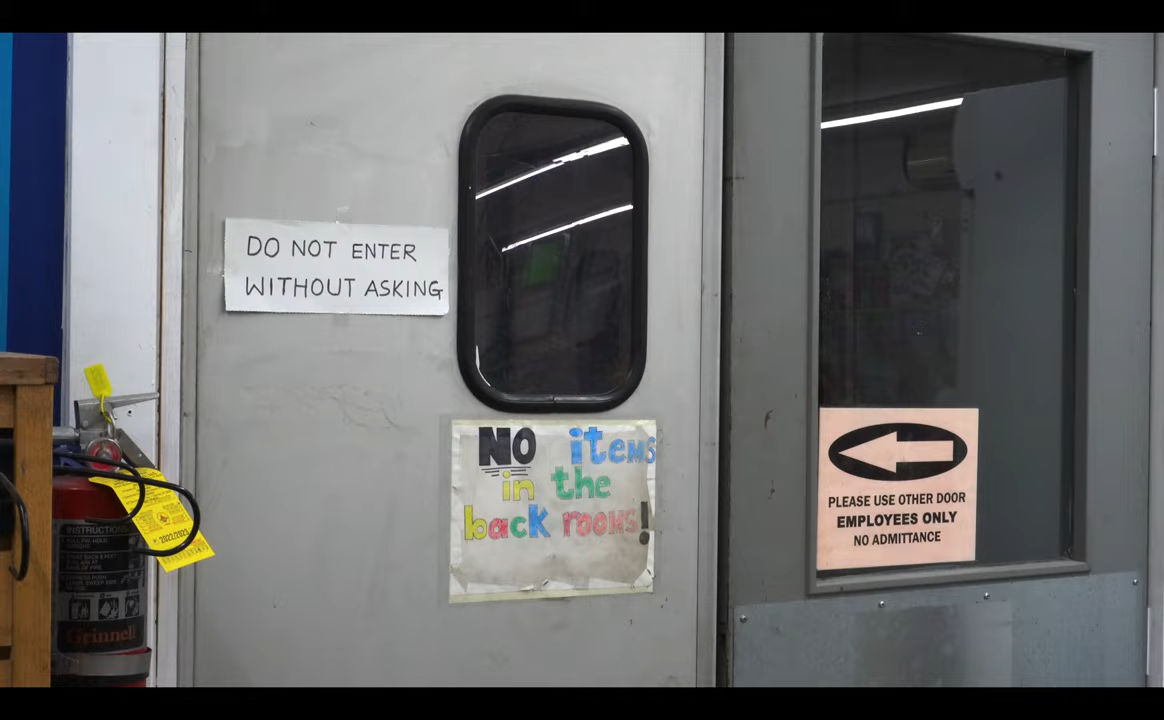 DO NOT ENTER
WITHOUT ASKING
NO items
in the
back rooms!
PLEASE USE OTHER DOOR
EMPLOYEES ONLY
NO ADMITTANCE
INSTRUCTIONS
Grinnell